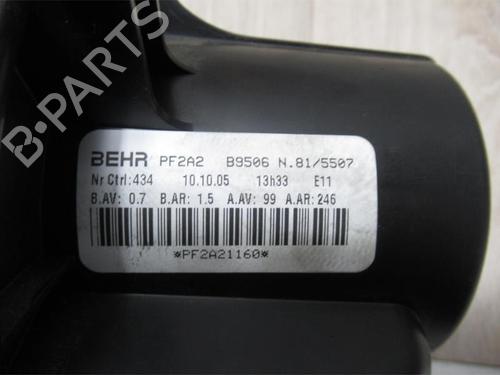 BEHR PF2A2 B9506 N.81/5507
Nr Ctrl:434 10.10.05 13h33 E11
B.AV: 0.7 B.AR: 1.5 A.AV: 99 A.AR:246
*PF2A21160*
B-PARTS